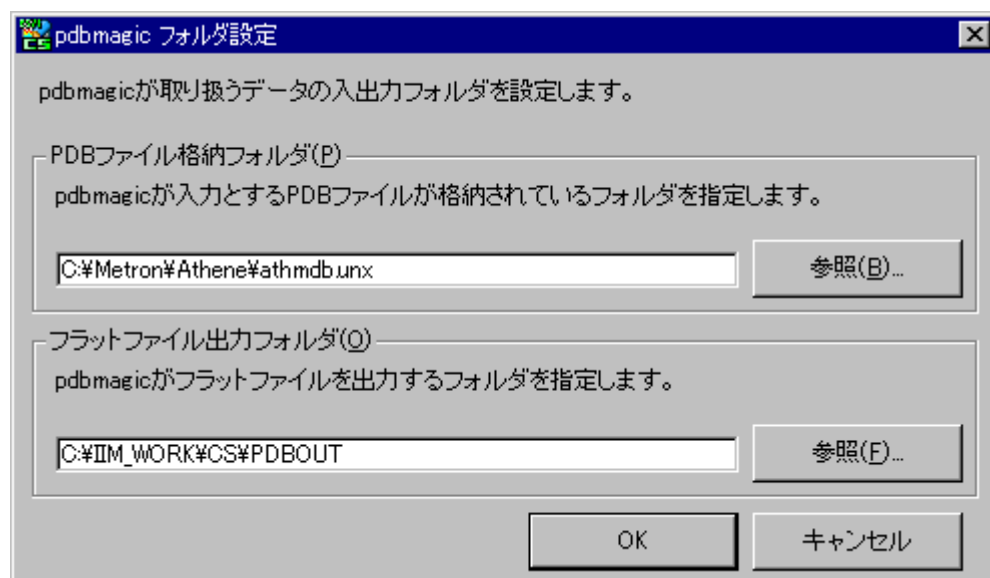 pdbmagic フォルダ設定
pdbmagicが取り扱うデータの入出力フォルダを設定します。
PDBファイル格納フォルダ(P)
pdbmagicが入力とするPDBファイルが格納されているフォルダを指定します。
C:¥Metron¥Athene¥athmdb.unx
参照(B)...
フラットファイル出力フォルダ(O)
pdbmagicがフラットファイルを出力するフォルダを指定します。
C:¥IIM_WORK¥CS¥PDBOUT
参照(F)...
OK
キャンセル